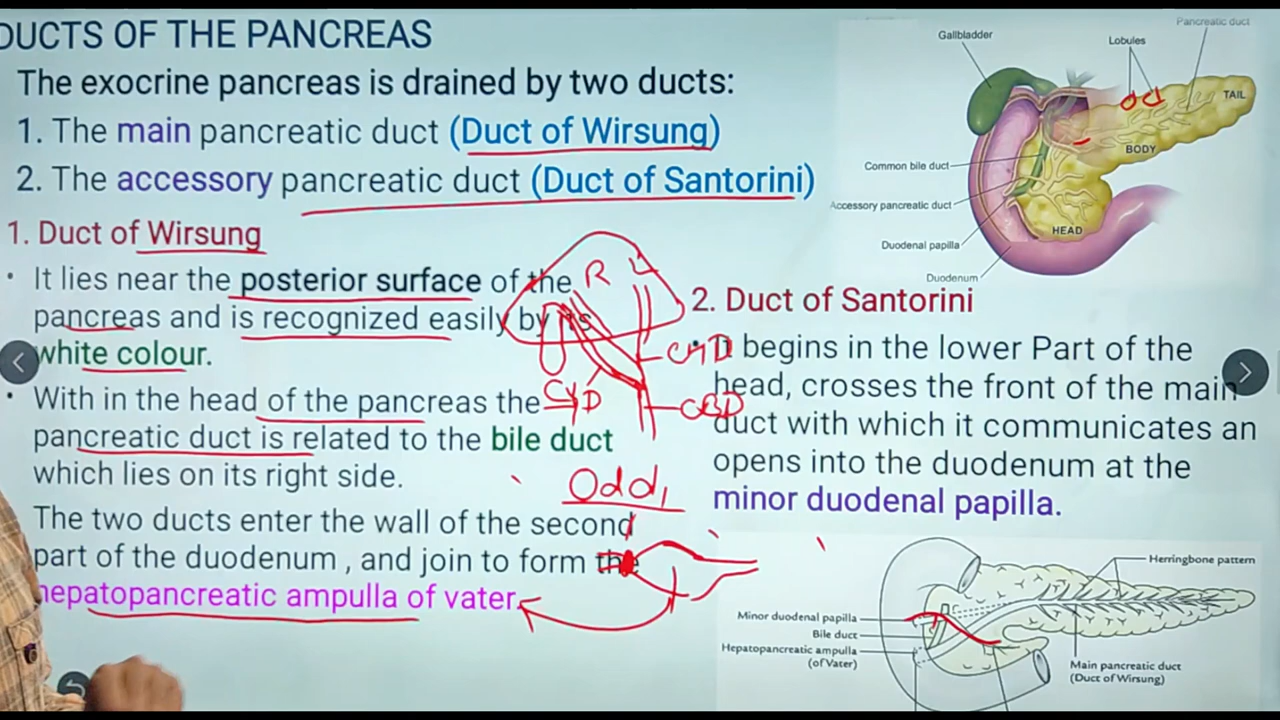 DUCTS OF THE PANCREAS
The exocrine pancreas is drained by two ducts:
1. The main pancreatic duct (Duct of Wirsung)
2. The accessory pancreatic duct (Duct of Santorini)
1. Duct of Wirsung
• It lies near the posterior surface of the
pancreas and is recognized easily by its
white colour.
• With in the head of the pancreas the
pancreatic duct is related to the bile duct
which lies on its right side.
The two ducts enter the wall of the second
part of the duodenum , and join to form the
hepatopancreatic ampulla of vater.
R
L
CHD
CYD
CBD
Oddi
Pancreatic duct
Gallbladder
Lobules
TAIL
BODY
Common bile duct
Accessory pancreatic duct
HEAD
Duodenal papilla
Duodenum
2. Duct of Santorini
• It begins in the lower Part of the
head, crosses the front of the main
duct with which it communicates an
opens into the duodenum at the
minor duodenal papilla.
Herringbone pattern
Minor duodenal papilla
Bile duct
Hepatopancreatic ampulla
(of Vater)
Main pancreatic duct
(Duct of Wirsung)